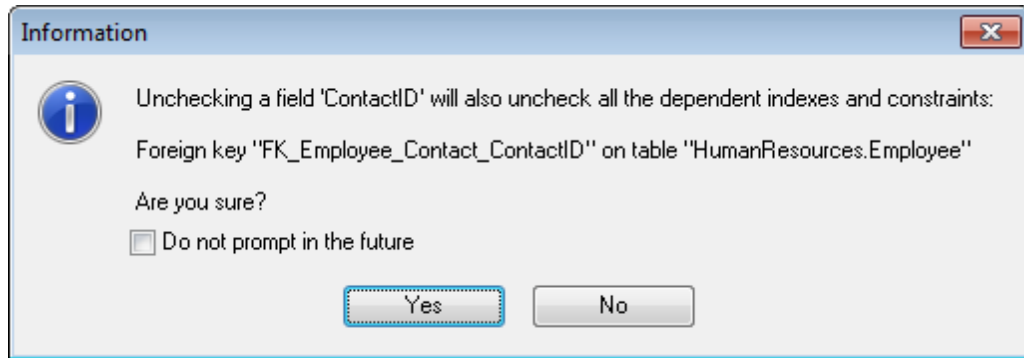 Information
Unchecking a field 'ContactID' will also uncheck all the dependent indexes and constraints:
Foreign key "FK_Employee_Contact_ContactID" on table "HumanResources.Employee"
Are you sure?
Do not prompt in the future
Yes No